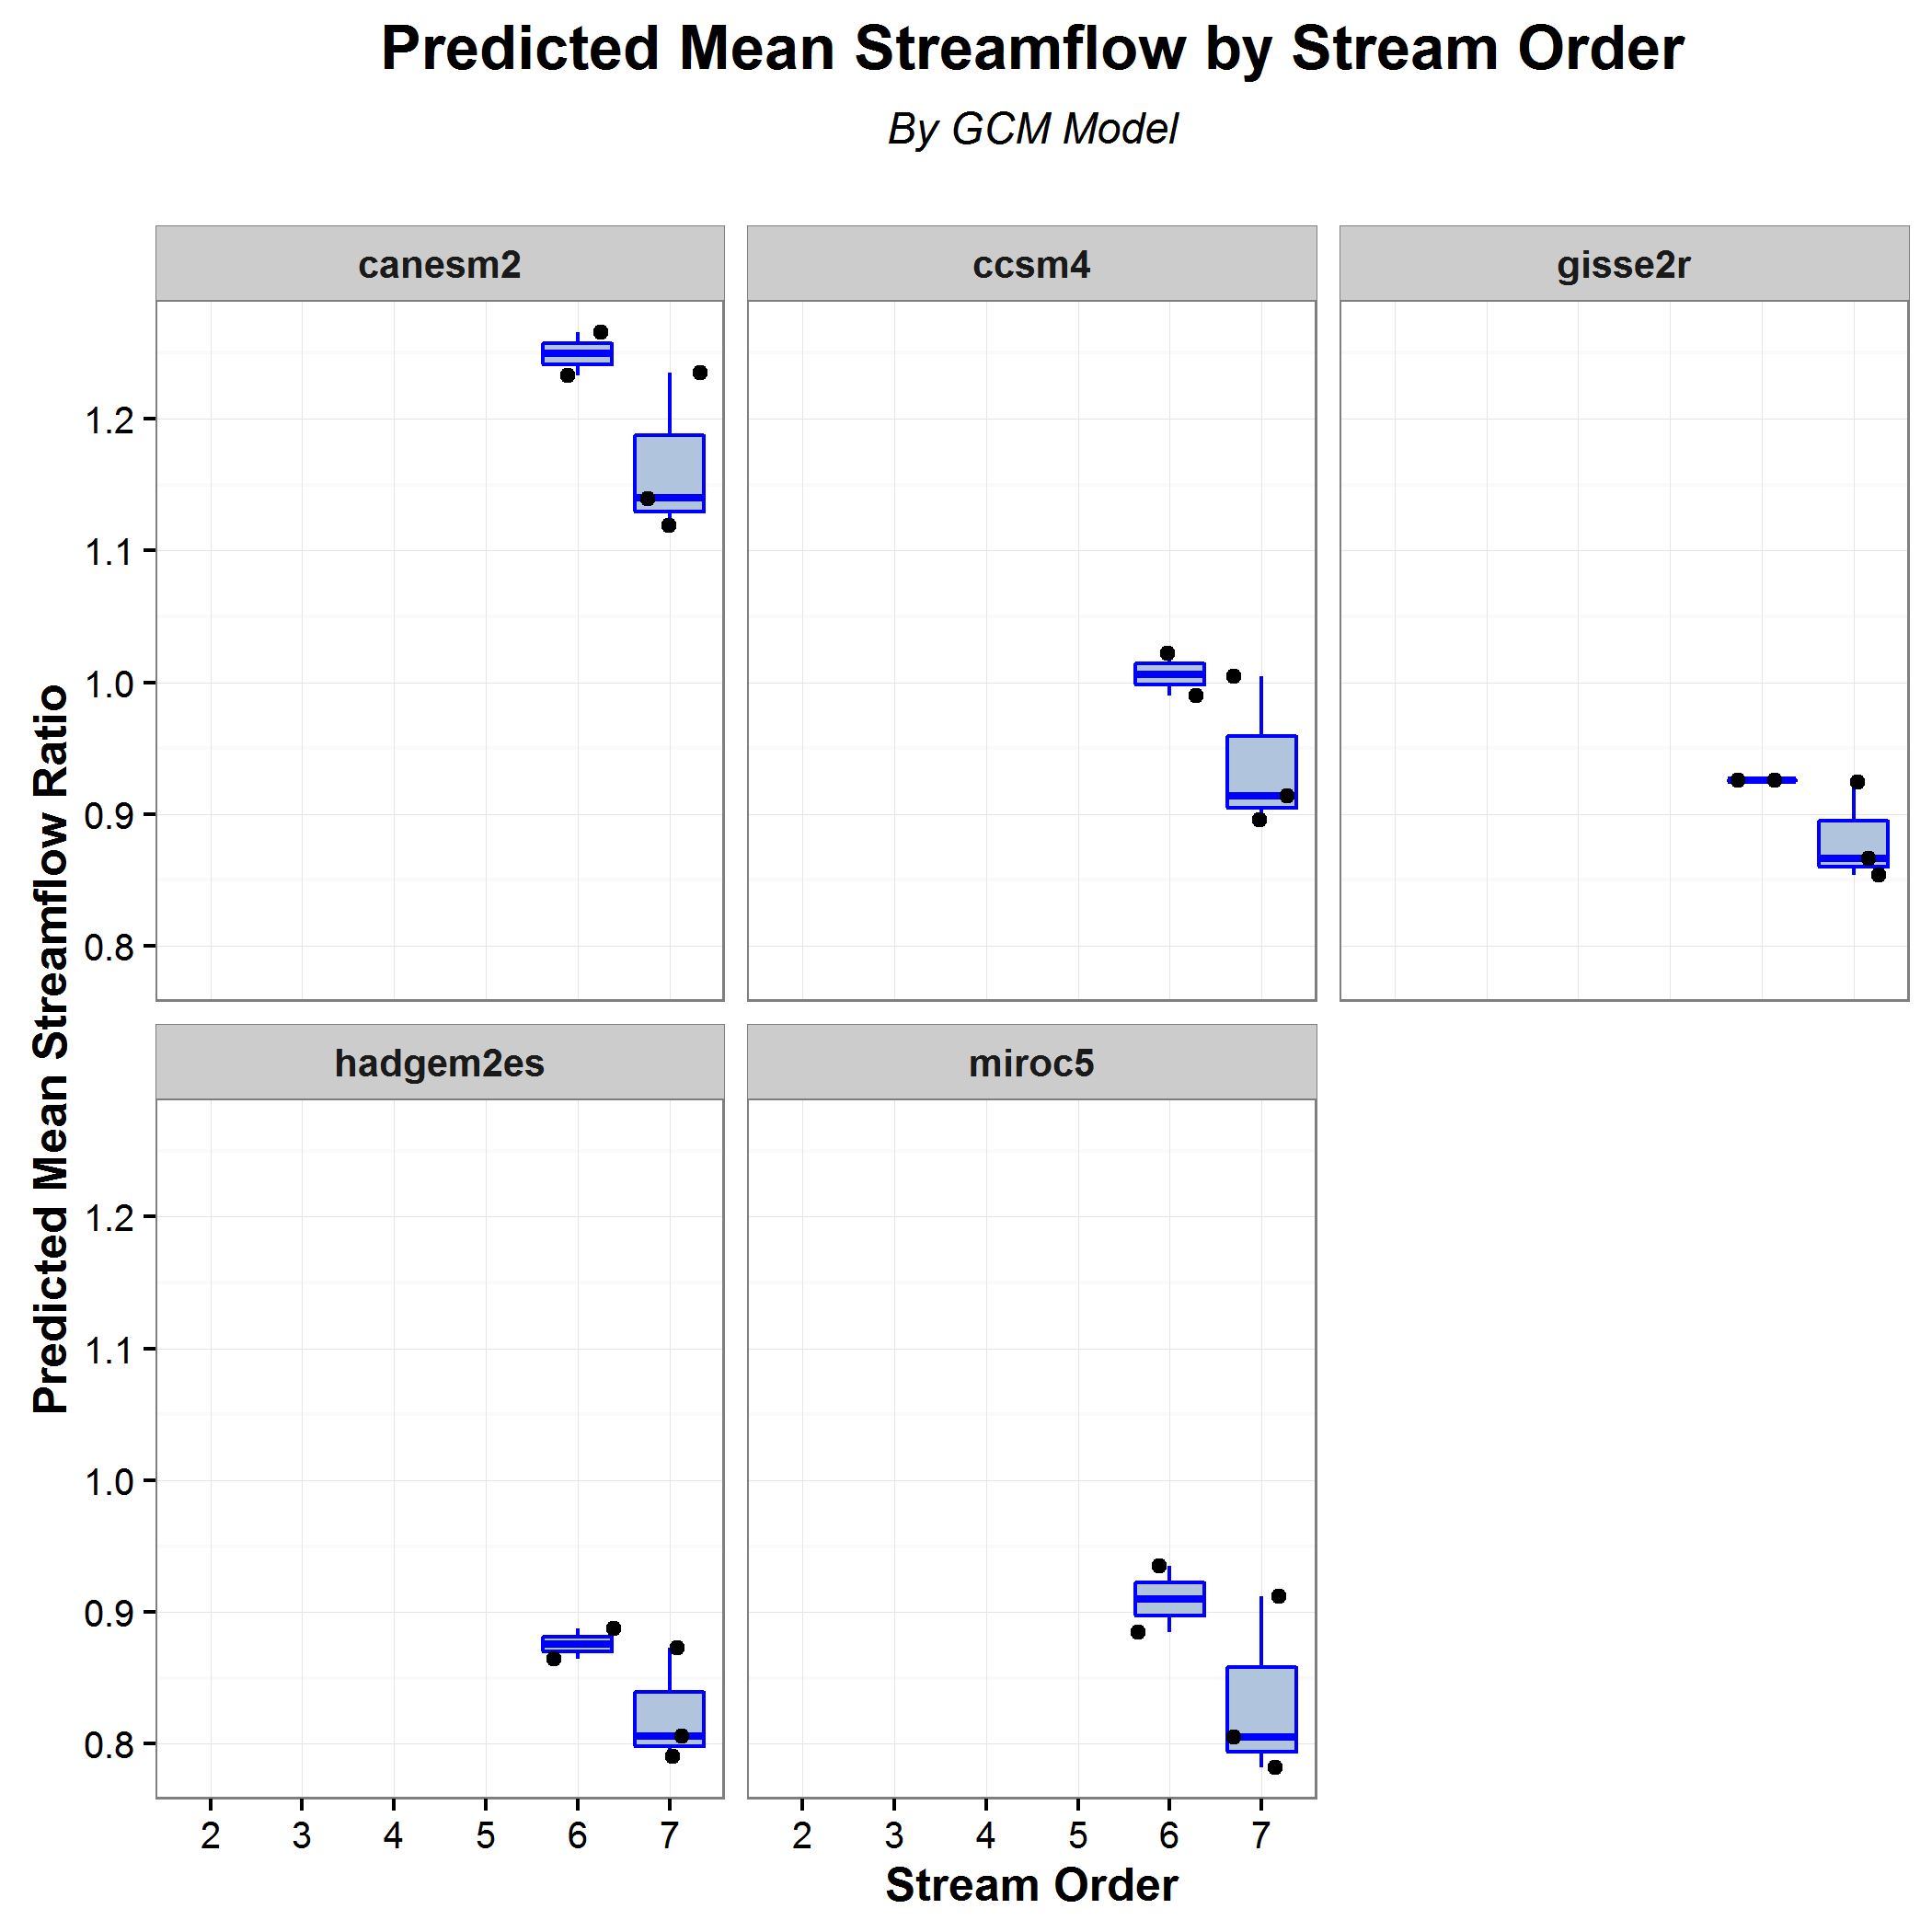 Predicted Mean Streamflow by Stream Order
By GCM Model
canesm2
ccsm4
gisse2r
1.2
1.1
1.0
0.9
0.8
Predicted Mean Streamflow Ratio
hadgem2es
miroc5
1.2
1.1
1.0
0.9
0.8
2 3 4 5 6 7
2 3 4 5 6 7
Stream Order